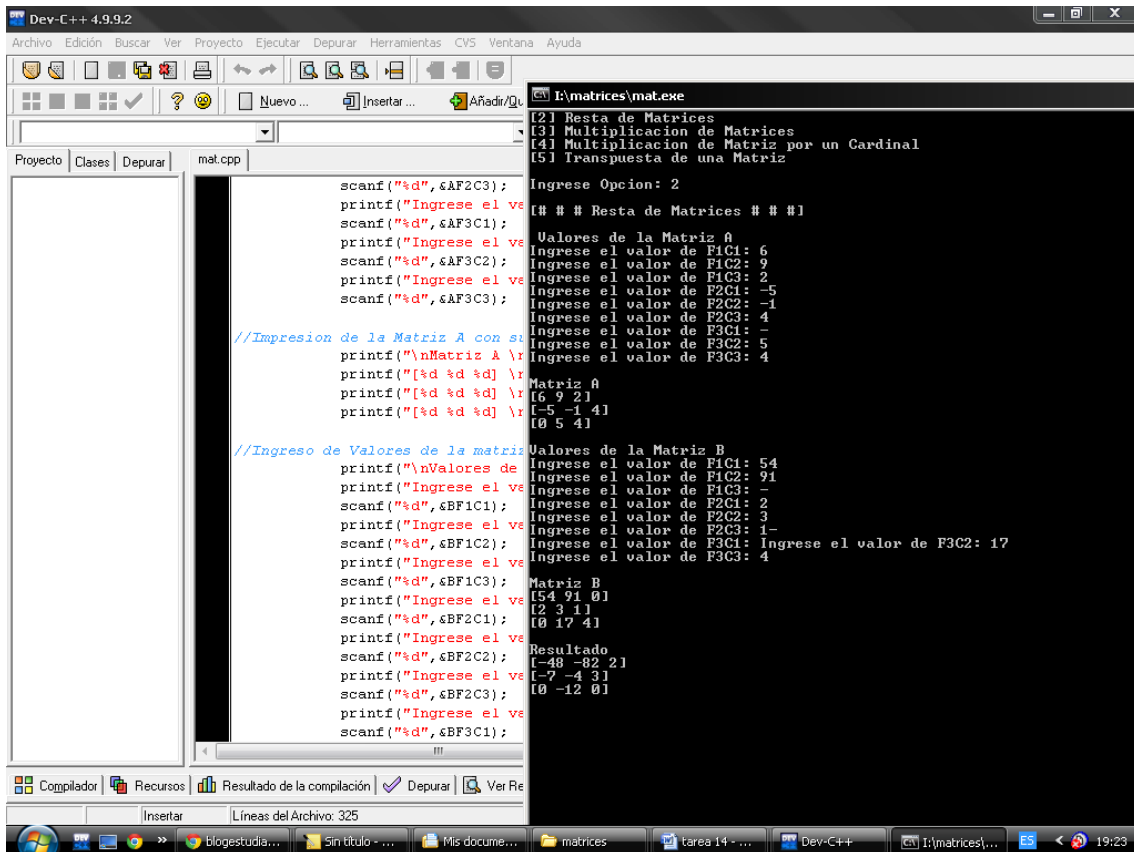 Dev-C++ 4.9.9.2
Archivo Edición Buscar Ver Proyecto Ejecutar Depurar Herramientas CVS Ventana Ayuda
Nuevo ... Insertar ... Añadir/Qu
Proyecto Clases Depurar mat.cpp
scanf("%d",&AF2C3);
printf("Ingrese el va
scanf("%d",&AF3C1);
printf("Ingrese el va
scanf("%d",&AF3C2);
printf("Ingrese el va
scanf("%d",&AF3C3);
//Impresion de la Matriz A con su
printf("\nMatriz A \n
printf("[%d %d %d] \n
printf("[%d %d %d] \n
printf("[%d %d %d] \n
//Ingreso de Valores de la matriz
printf("\nValores de
printf("Ingrese el va
scanf("%d",&BF1C1);
printf("Ingrese el va
scanf("%d",&BF1C2);
printf("Ingrese el va
scanf("%d",&BF1C3);
printf("Ingrese el va
scanf("%d",&BF2C1);
printf("Ingrese el va
scanf("%d",&BF2C2);
printf("Ingrese el va
scanf("%d",&BF2C3);
printf("Ingrese el va
scanf("%d",&BF3C1);
I:\matrices\mat.exe
[2] Resta de Matrices
[3] Multiplicacion de Matrices
[4] Multiplicacion de Matriz por un Cardinal
[5] Transpuesta de una Matriz
Ingrese Opcion: 2
[# # # Resta de Matrices # # #]
Valores de la Matriz A
Ingrese el valor de F1C1: 6
Ingrese el valor de F1C2: 9
Ingrese el valor de F1C3: 2
Ingrese el valor de F2C1: -5
Ingrese el valor de F2C2: -1
Ingrese el valor de F2C3: 4
Ingrese el valor de F3C1: -
Ingrese el valor de F3C2: 5
Ingrese el valor de F3C3: 4
Matriz A
[6 9 2]
[-5 -1 4]
[0 5 4]
Valores de la Matriz B
Ingrese el valor de F1C1: 54
Ingrese el valor de F1C2: 91
Ingrese el valor de F1C3: -
Ingrese el valor de F2C1: 2
Ingrese el valor de F2C2: 3
Ingrese el valor de F2C3: 1-
Ingrese el valor de F3C1: Ingrese el valor de F3C2: 17
Ingrese el valor de F3C3: 4
Matriz B
[54 91 0]
[2 3 1]
[0 17 4]
Resultado
[-48 -82 2]
[-7 -4 3]
[0 -12 0]
Compilador Recursos Resultado de la compilación Depurar Ver Re
Insertar Líneas del Archivo: 325
blogestudia... Sin título - ... Mis docume... matrices tarea 14 - ... Dev-C++ I:\matrices\... ES 19:23